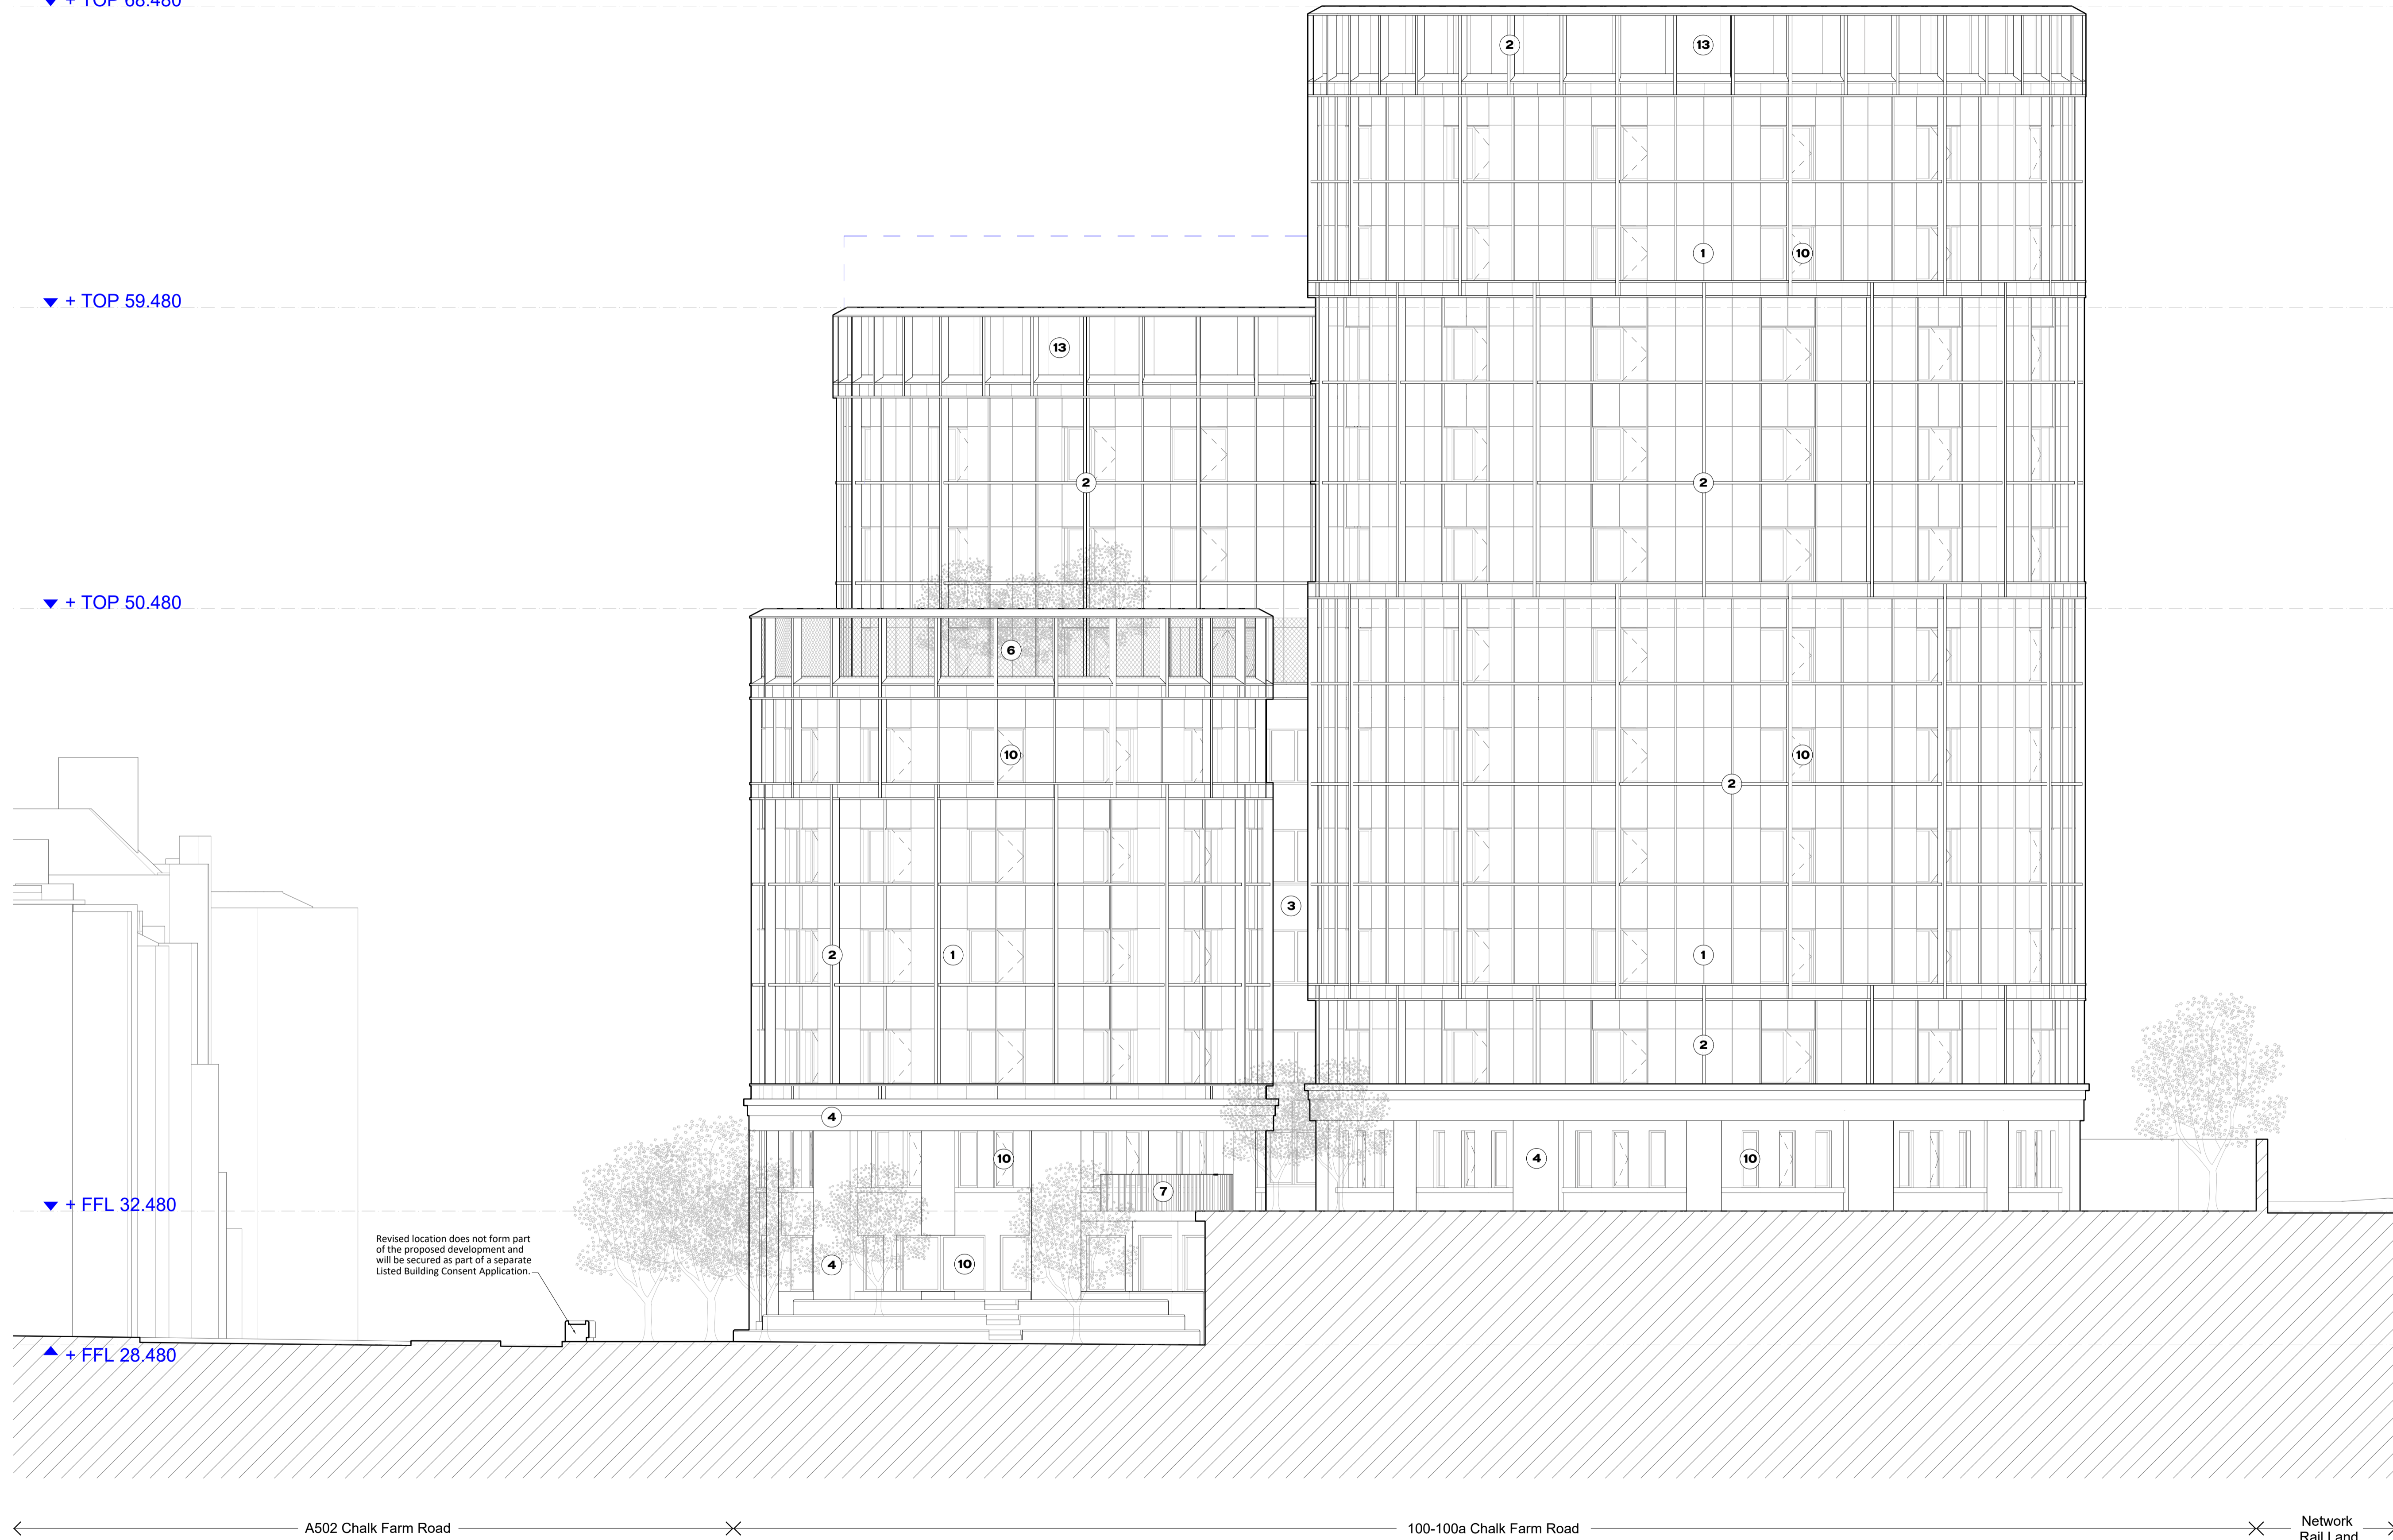 + TOP 68.480
2
13
1
10
+ TOP 59.480
13
2
2
+ TOP 50.480
6
10
10
2
3
2
1
1
2
4
10
4
10
7
+ FFL 32.480
Revised location does not form part
of the proposed development and
will be secured as part of a separate
Listed Building Consent Application.
4
10
+ FFL 28.480
A502 Chalk Farm Road
100-100a Chalk Farm Road
Network
Rail Land